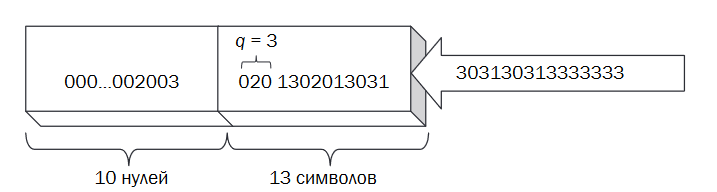 q = 3
000...002003
020 1302013031
303130313333333
10 нулей
13 символов